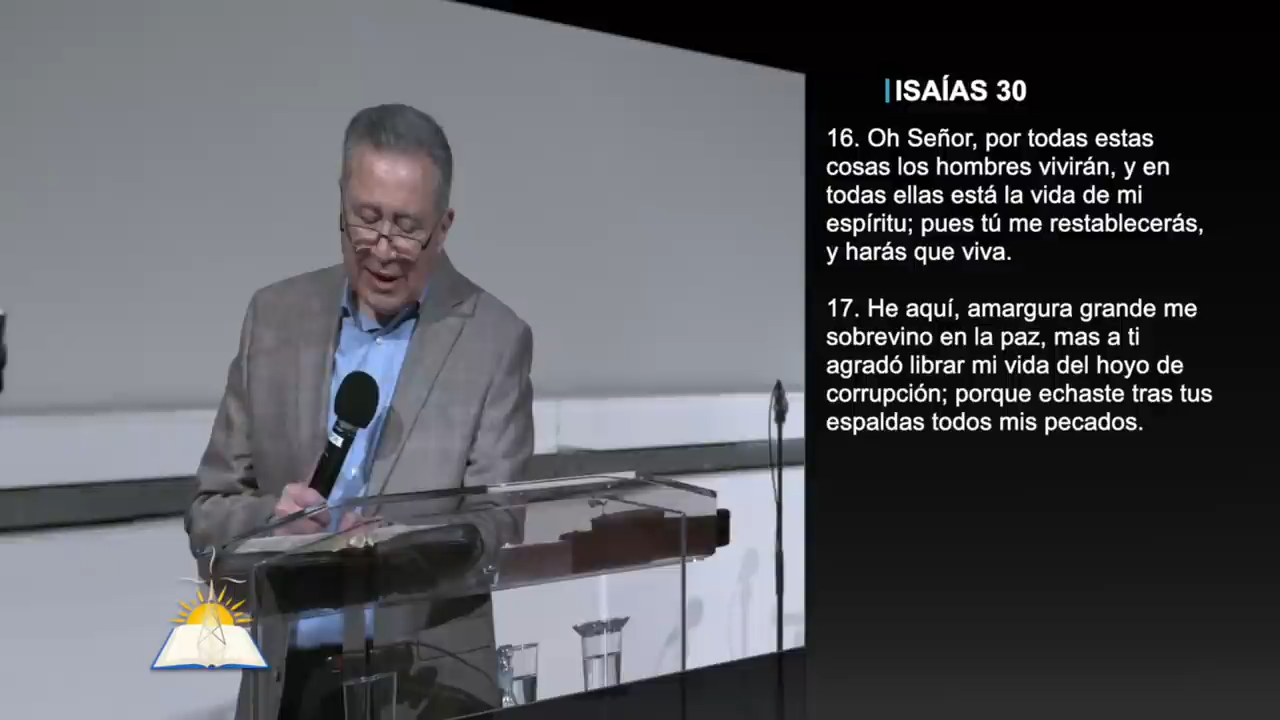 ISAÍAS 30
16. Oh Señor, por todas estas
cosas los hombres vivirán, y en
todas ellas está la vida de mi
espíritu; pues tú me restablecerás,
y harás que viva.
17. He aquí, amargura grande me
sobrevino en la paz, mas a ti
agradó librar mi vida del hoyo de
corrupción; porque echaste tras tus
espaldas todos mis pecados.